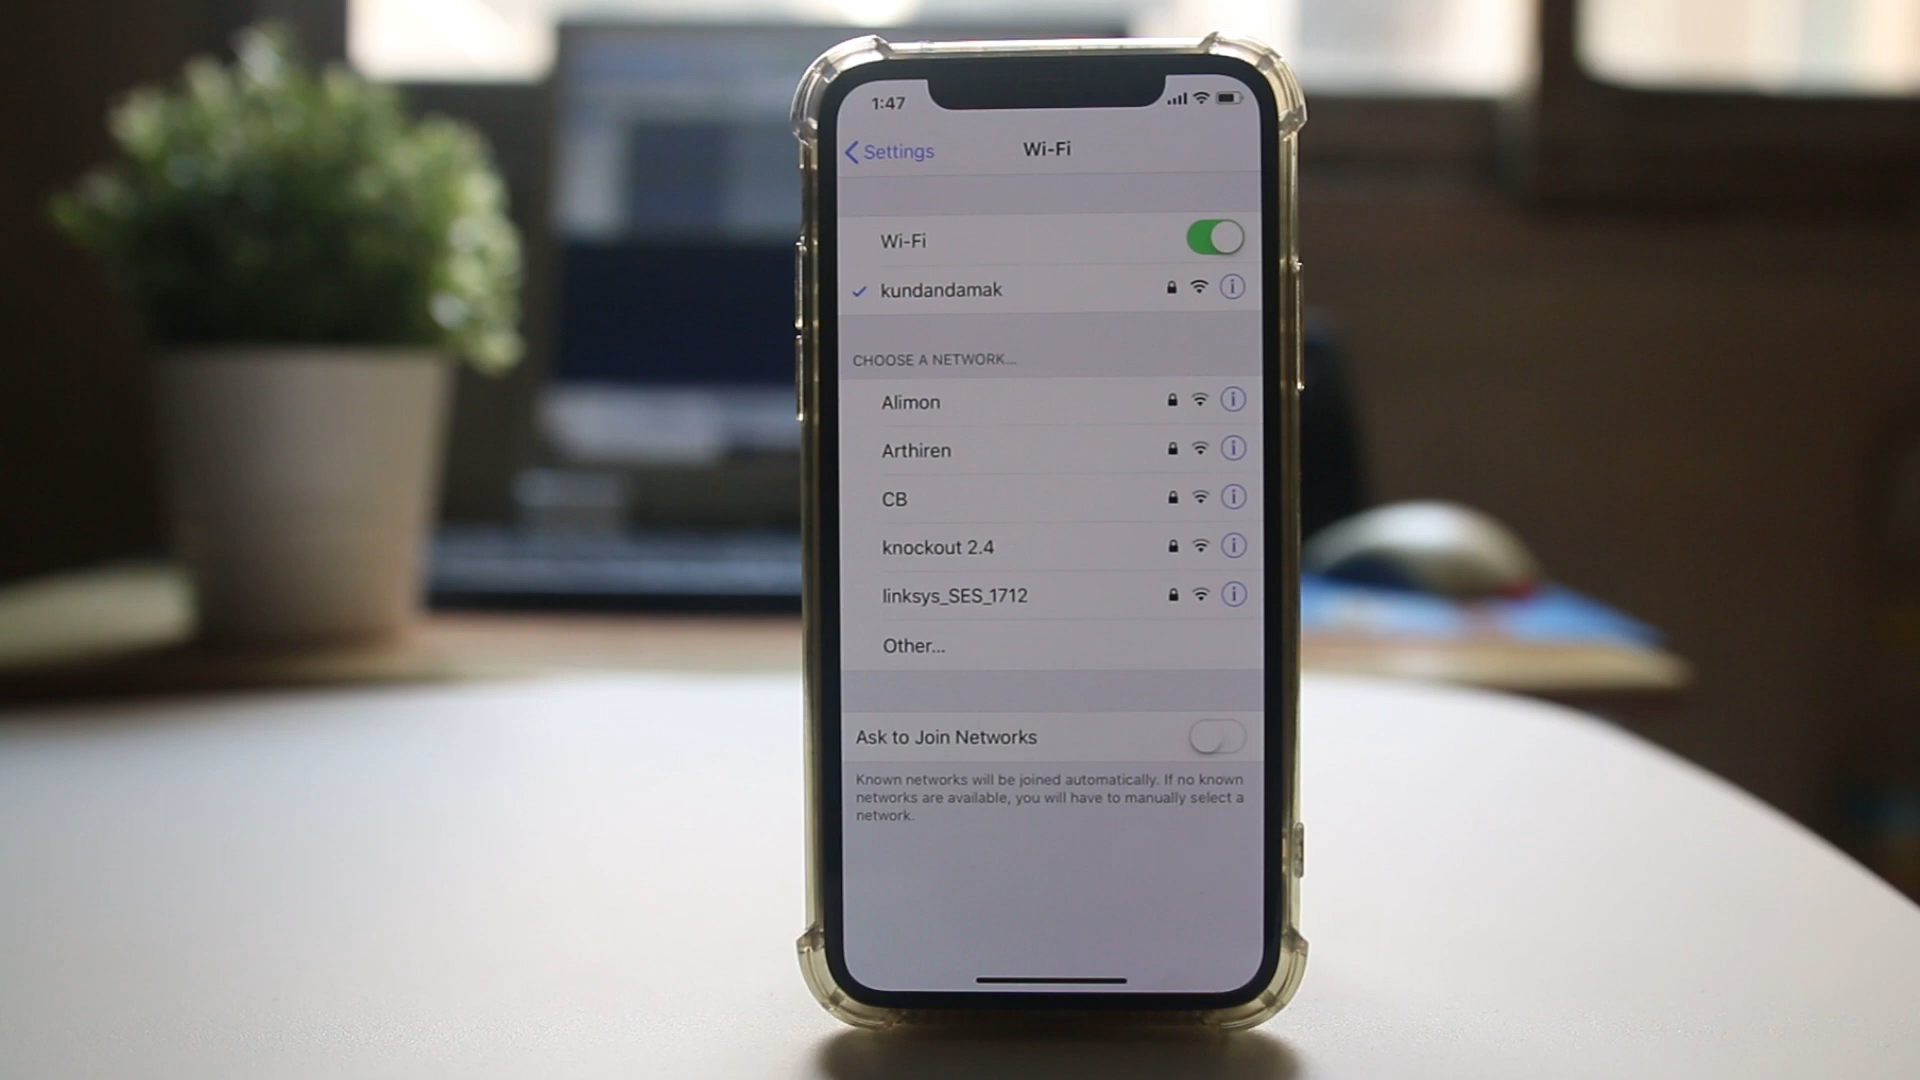 1:47
Settings
Wi-Fi
Wi-Fi
kundandamak
CHOOSE A NETWORK...
Alimon
Arthiren
CB
knockout 2.4
linksys_SES_1712
Other...
Ask to Join Networks
Known networks will be joined automatically. If no known
networks are available, you will have to manually select a
network.